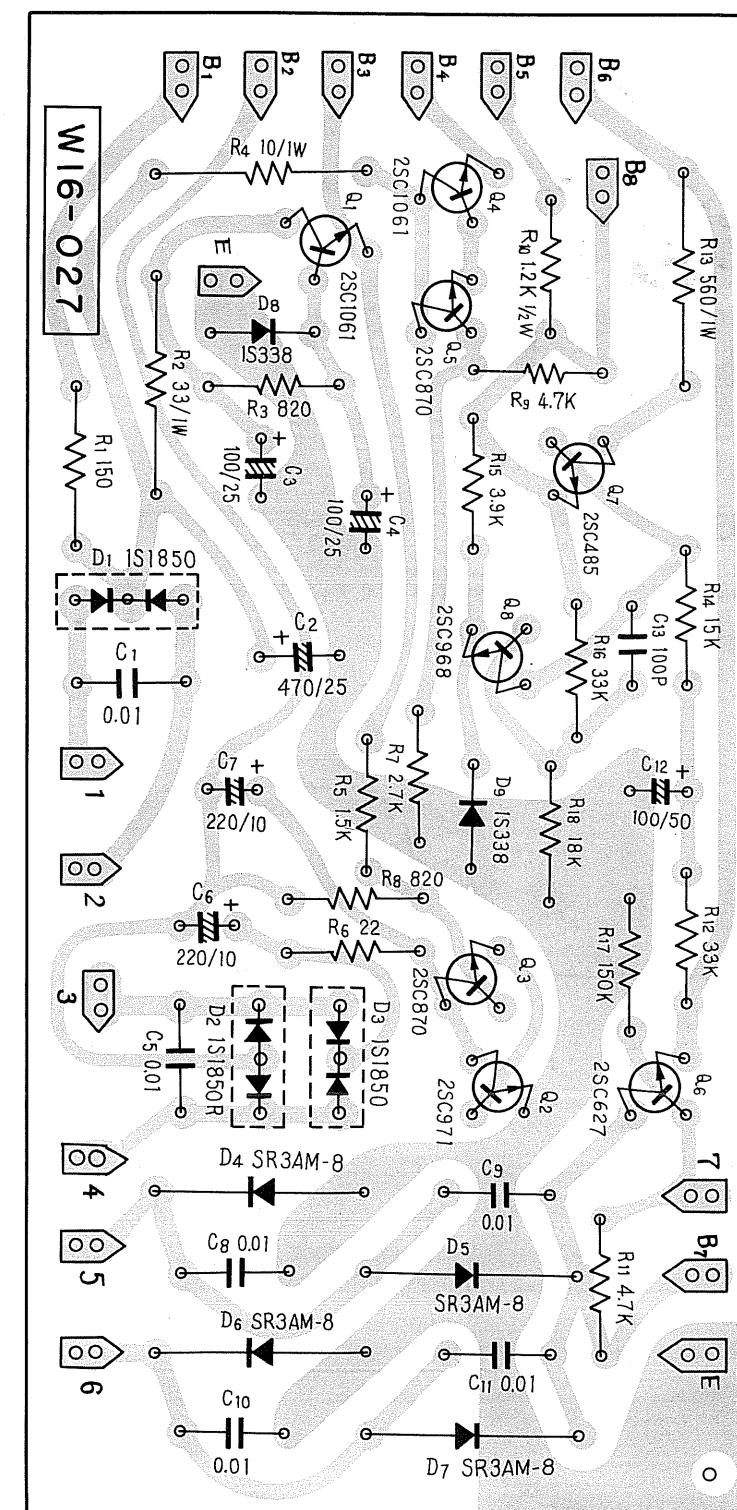 B1
B2
B3
B4
B5
B6
W16-027
R4 10/1W
Q1
2SC1061
2SC1061
Q4
B8
E
D8
1S338
R3 820
R2 33/1W
R1 150
2SC870
Q5
R10 1.2K ½W
R13 560/1W
R9 4.7K
+
C3
100/25
+
C4
100/25
R15 3.9K
Q7
2SC485
D1 1S1850
C1
0.01
+
C2
470/25
2SC968
Q8
R16 33K
C13 100P
R14 15K
1
C7
+
220/10
R5 1.5K
R7 2.7K
D9 1S338
R18 18K
C12
+
100/50
2
C6
+
220/10
R8 820
R6 22
R17 150K
R12 33K
3
C5 0.01
D2 1S1850R
D3 1S1850
2SC870
Q3
2SC971
Q2
2SC627
Q6
4
D4 SR3AM-8
C9
0.01
7
5
C8 0.01
D5
SR3AM-8
R11 4.7K
B7
6
D6 SR3AM-8
C11 0.01
E
C10
0.01
D7 SR3AM-8